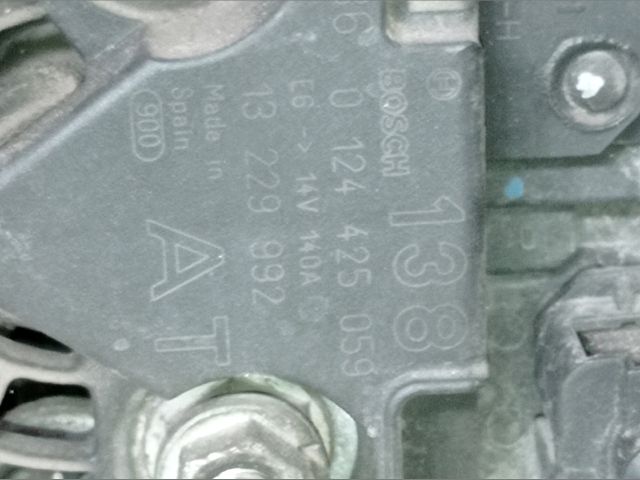 138
BOSCH
0 124 425 059
E6 -> 14V 140A
13 229 992
Made in
Spain
900
AT